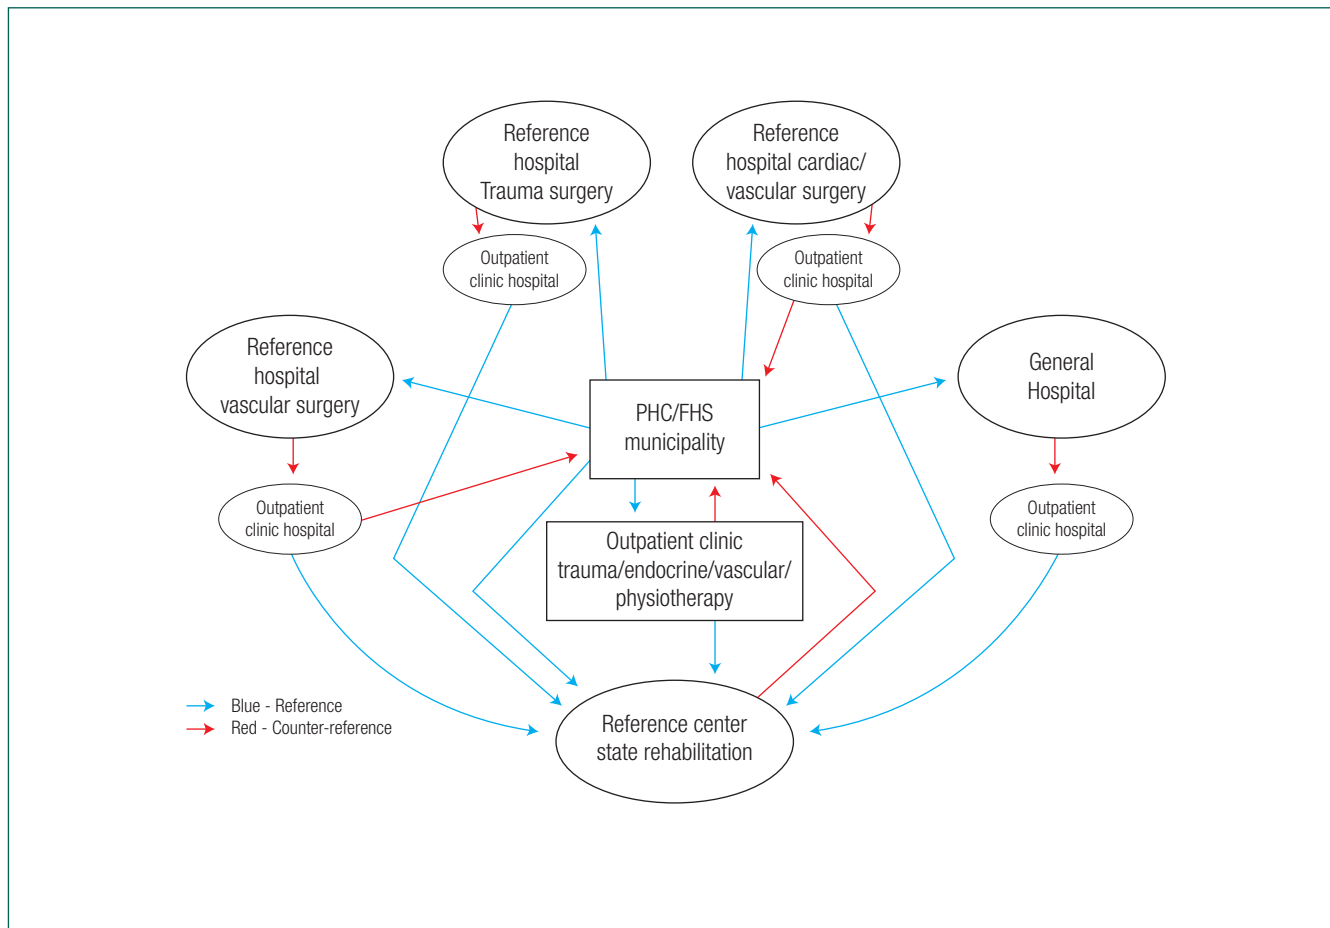 Reference
hospital
Trauma surgery
Reference
hospital cardiac/
vascular surgery
Outpatient
clinic hospital
Outpatient
clinic hospital
Reference
hospital
vascular surgery
General
Hospital
PHC/FHS
municipality
Outpatient
clinic hospital
Outpatient
clinic hospital
Outpatient clinic
trauma/endocrine/vascular/
physiotherapy
Blue - Reference
Red - Counter-reference
Reference center
state rehabilitation